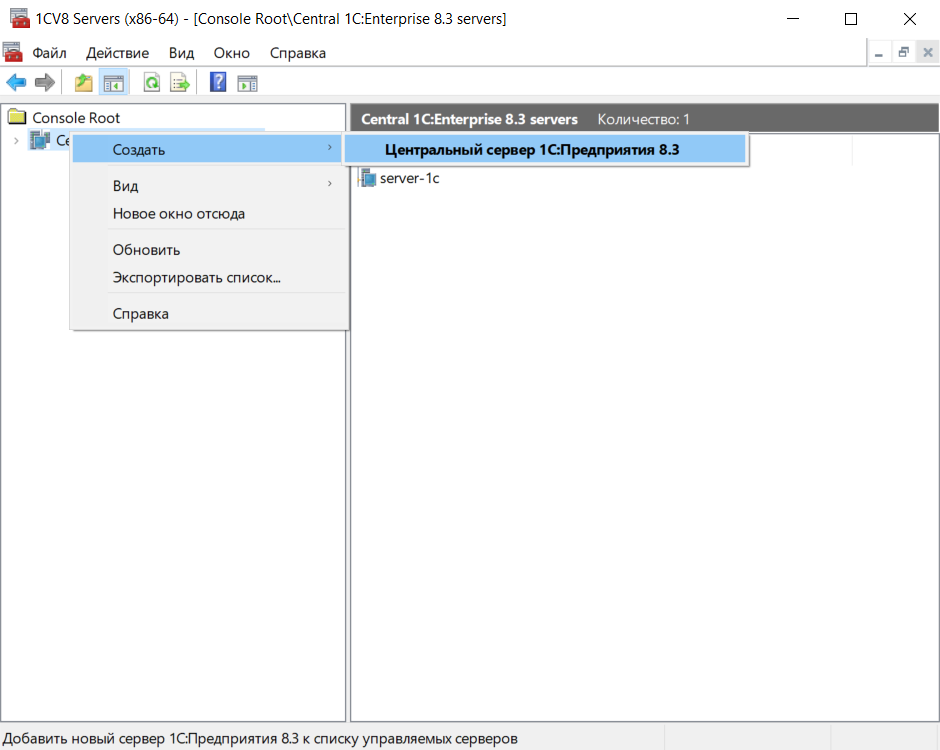 1CV8 Servers (x86-64) - [Console Root\Central 1C:Enterprise 8.3 servers]
Файл Действие Вид Окно Справка
Console Root
Central 1C:Enterprise 8.3 servers Количество: 1
Се
Создать
Центральный сервер 1С:Предприятия 8.3
server-1c
Вид
Новое окно отсюда
Обновить
Экспортировать список...
Справка
Добавить новый сервер 1С:Предприятия 8.3 к списку управляемых серверов